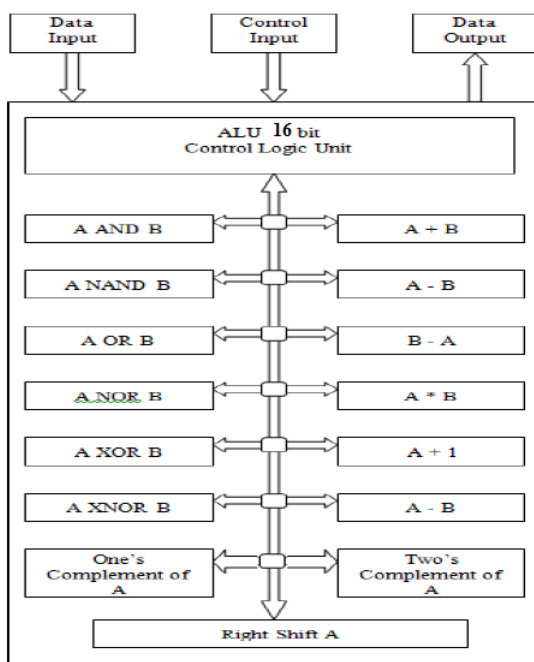 Data
Input
Control
Input
Data
Output
ALU 16 bit
Control Logic Unit
A AND B
A + B
A NAND B
A - B
A OR B
B - A
A NOR B
A * B
A XOR B
A + 1
A XNOR B
A - B
One's
Complement of
A
Two's
Complement of
A
Right Shift A